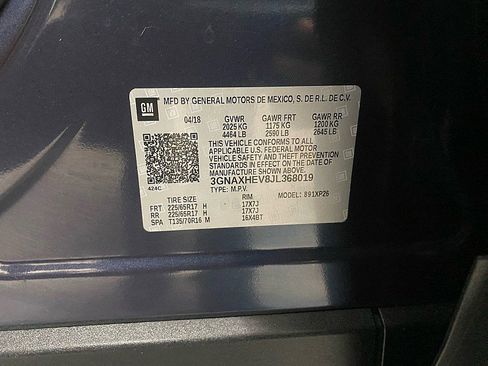 GM
MFD BY GENERAL MOTORS DE MEXICO, S. DE R.L. DE C.V.
04/18 GVWR GAWR FRT GAWR RR
2025 KG 1175 KG 1200 KG
4464 LB 2590 LB 2645 LB
THIS VEHICLE CONFORMS TO ALL
APPLICABLE U.S. FEDERAL MOTOR
VEHICLE SAFETY, BUMPER, AND THEFT
PREVENTION STANDARDS IN
EFFECT ON THE DATE OF
MANUFACTURE SHOWN ABOVE.
3GNAXHEV8JL368019
424C TYPE: M.P.V. MODEL: 891XP26
TIRE SIZE RIM
FRT 225/65R17 H 17X7J
RR 225/65R17 H 17X7J
SPA T135/70R16 M 16X4BT